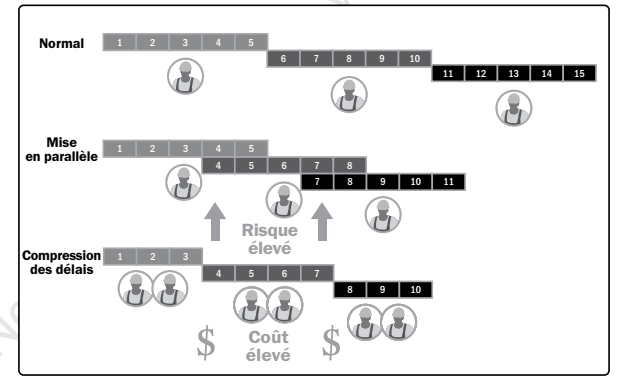 Normal
1 2 3 4 5
6 7 8 9 10
11 12 13 14 15
Mise
en parallèle
1 2 3 4 5
4 5 6 7 8
7 8 9 10 11
Risque
élevé
Compression
des délais
1 2 3
4 5 6 7
8 9 10
$ Coût $
élevé